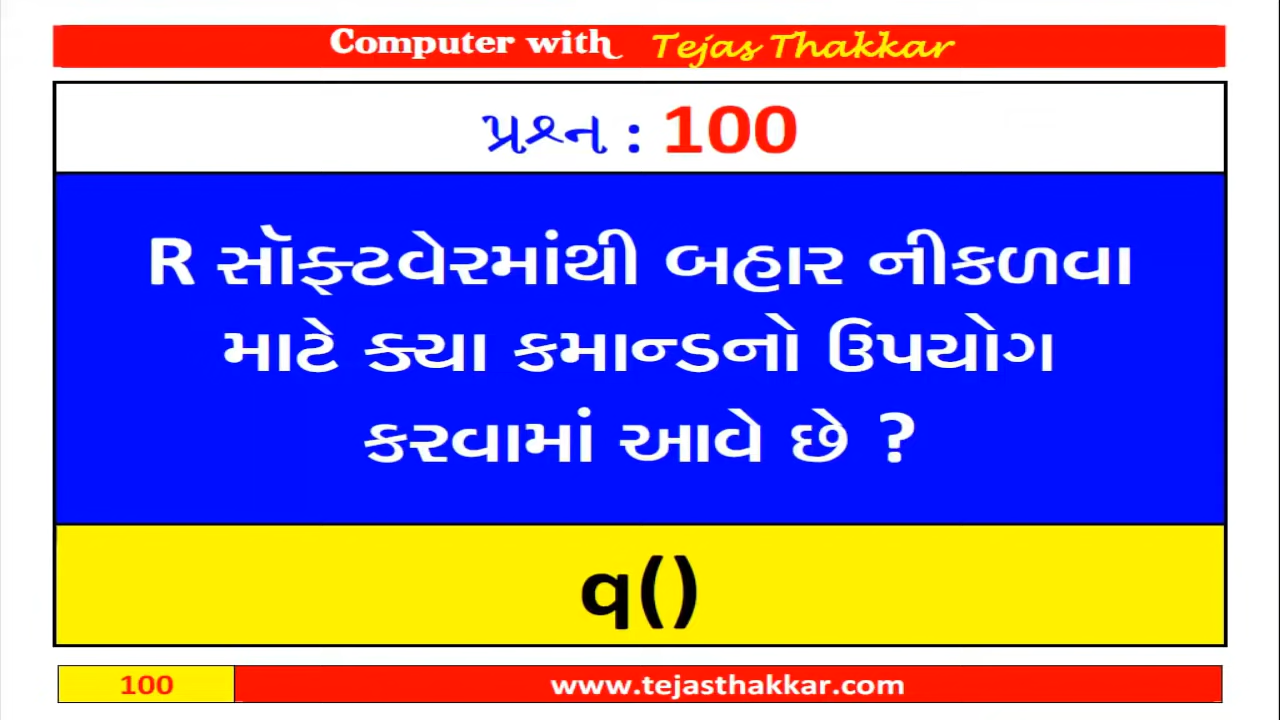 Computer with Tejas Thakkar
પ્રશ્ન : 100
R સૉફ્ટવેરમાંથી બહાર નીકળવા
માટે ક્યા કમાન્ડનો ઉપયોગ
કરવામાં આવે છે ?
q()
100 www.tejasthakkar.com